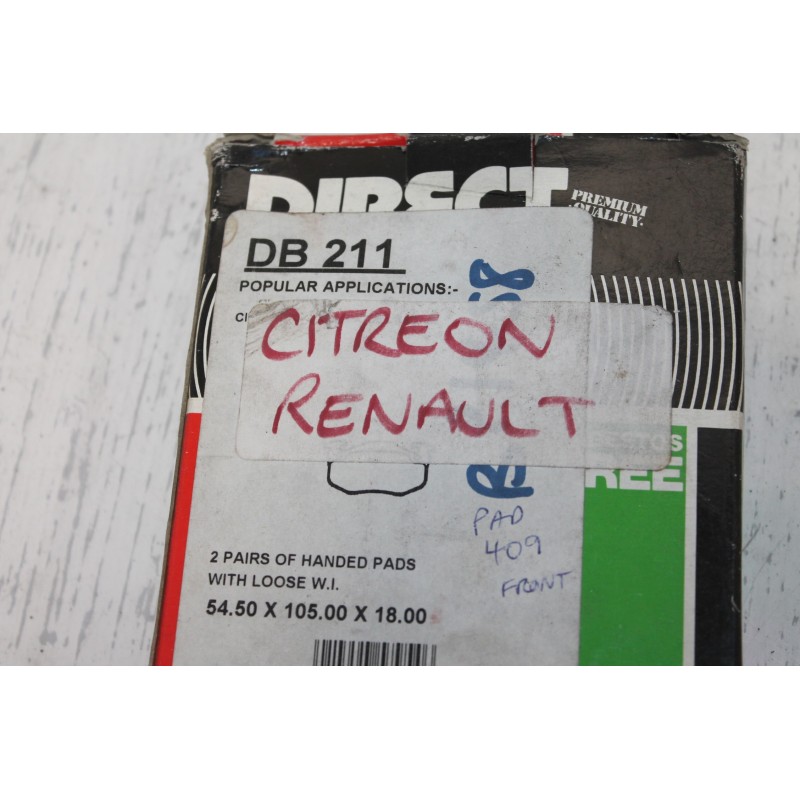 DIRECT
PREMIUM
QUALITY.
DB 211
POPULAR APPLICATIONS:-
CITREON
RENAULT
PAD
409
FRONT
2 PAIRS OF HANDED PADS
WITH LOOSE W.I.
54.50 X 105.00 X 18.00